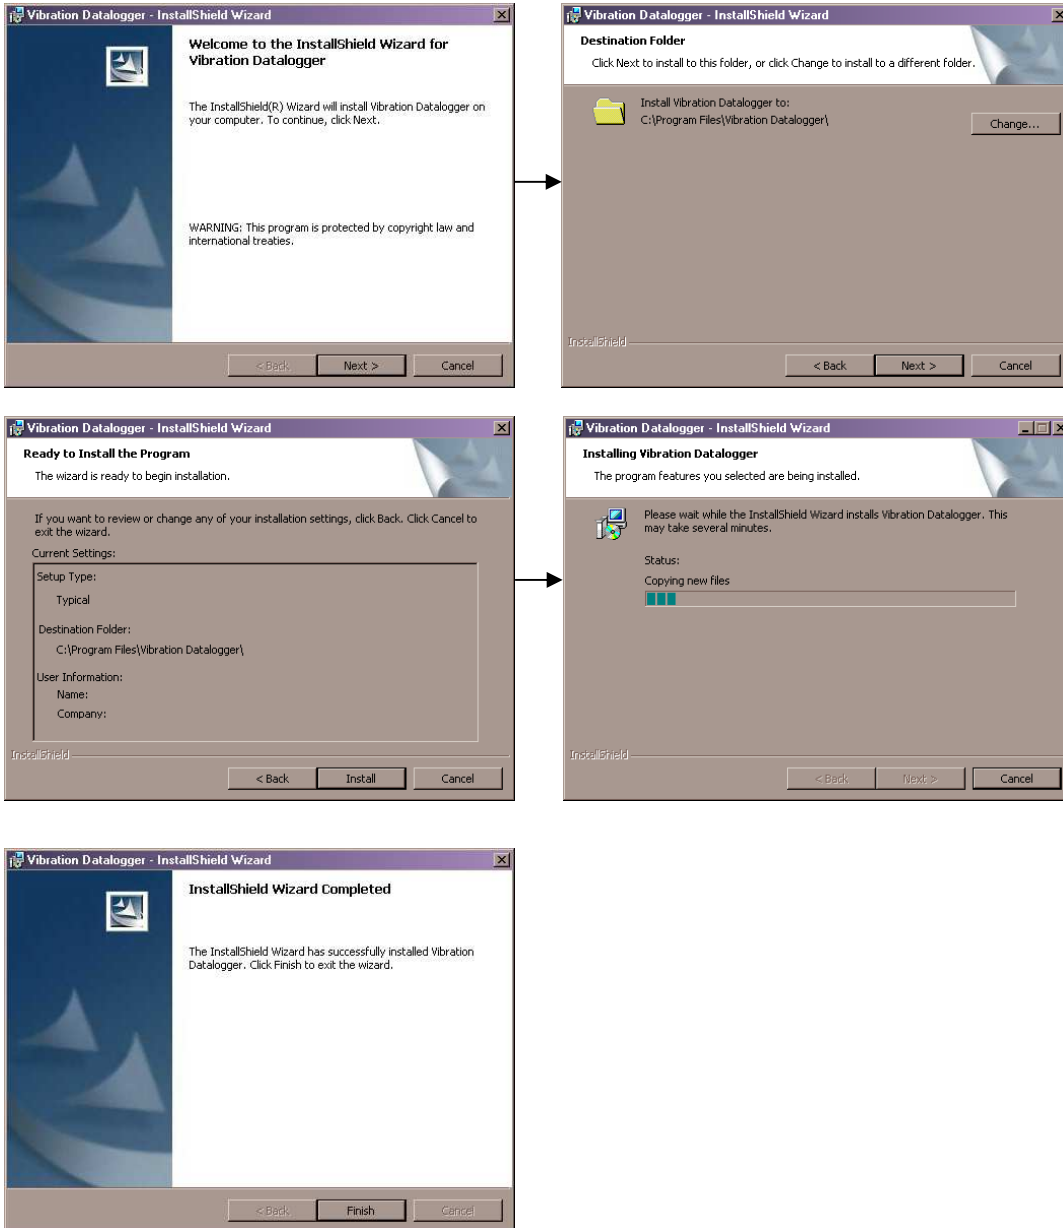 Vibration Datalogger - InstallShield Wizard
Welcome to the InstallShield Wizard for
Vibration Datalogger
The InstallShield(R) Wizard will install Vibration Datalogger on
your computer. To continue, click Next.
WARNING: This program is protected by copyright law and
international treaties.
< Back
Next >
Cancel
Vibration Datalogger - InstallShield Wizard
Destination Folder
Click Next to install to this folder, or click Change to install to a different folder.
Install Vibration Datalogger to:
C:\Program Files\Vibration Datalogger\
Change...
InstallShield
< Back
Next >
Cancel
Vibration Datalogger - InstallShield Wizard
Ready to Install the Program
The wizard is ready to begin installation.
If you want to review or change any of your installation settings, click Back. Click Cancel to
exit the wizard.
Current Settings:
Setup Type:
Typical
Destination Folder:
C:\Program Files\Vibration Datalogger\
User Information:
Name:
Company:
InstallShield
< Back
Install
Cancel
Vibration Datalogger - InstallShield Wizard
Installing Vibration Datalogger
The program features you selected are being installed.
Please wait while the InstallShield Wizard installs Vibration Datalogger. This
may take several minutes.
Status:
Copying new files
InstallShield
< Back
Next >
Cancel
Vibration Datalogger - InstallShield Wizard
InstallShield Wizard Completed
The InstallShield Wizard has successfully installed Vibration
Datalogger. Click Finish to exit the wizard.
< Back
Finish
Cancel